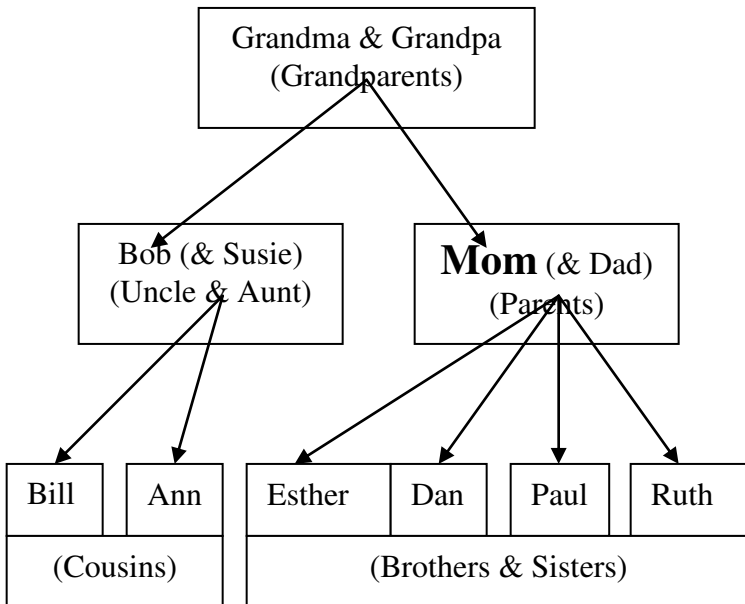 Grandma & Grandpa
(Grandparents)
Bob (& Susie)
(Uncle & Aunt)
Mom (& Dad)
(Parents)
Bill
Ann
Esther
Dan
Paul
Ruth
(Cousins)
(Brothers & Sisters)